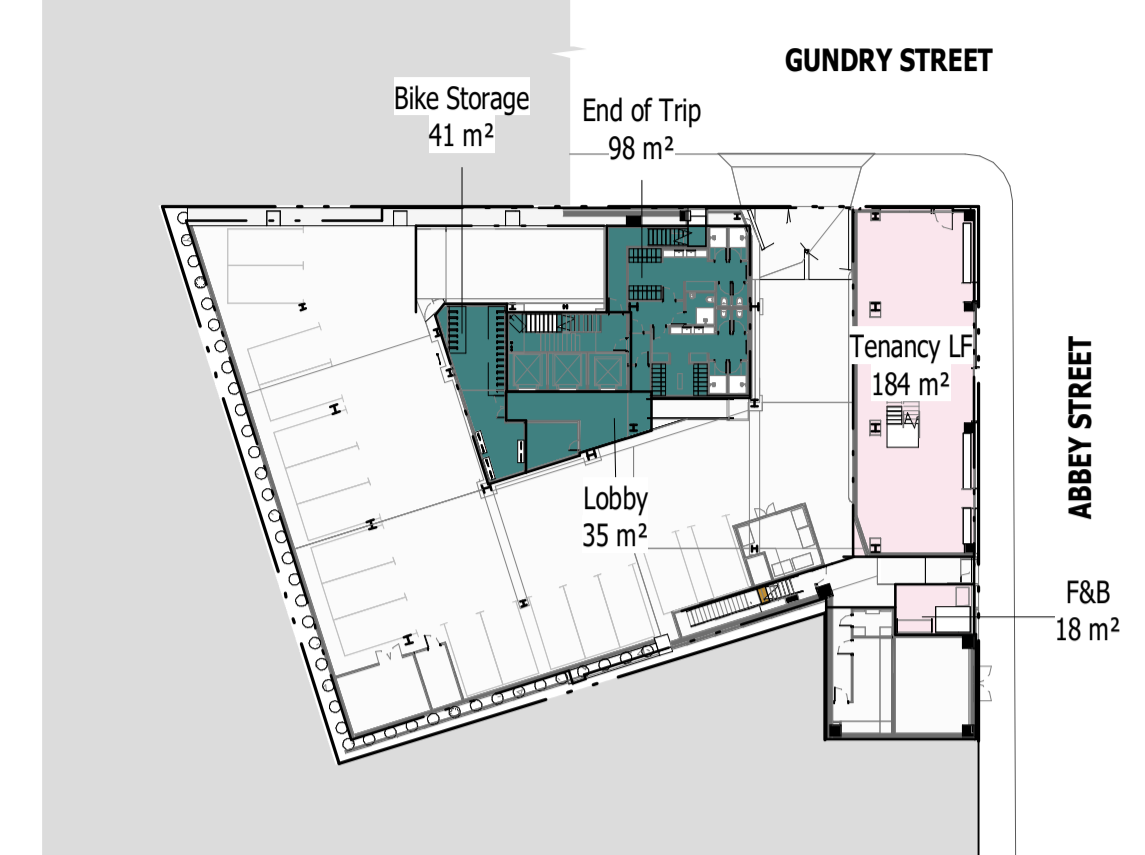 GUNDRY STREET
Bike Storage
41 m²
End of Trip
98 m²
Tenancy LF
184 m²
ABBEY STREET
Lobby
35 m²
F&B
18 m²